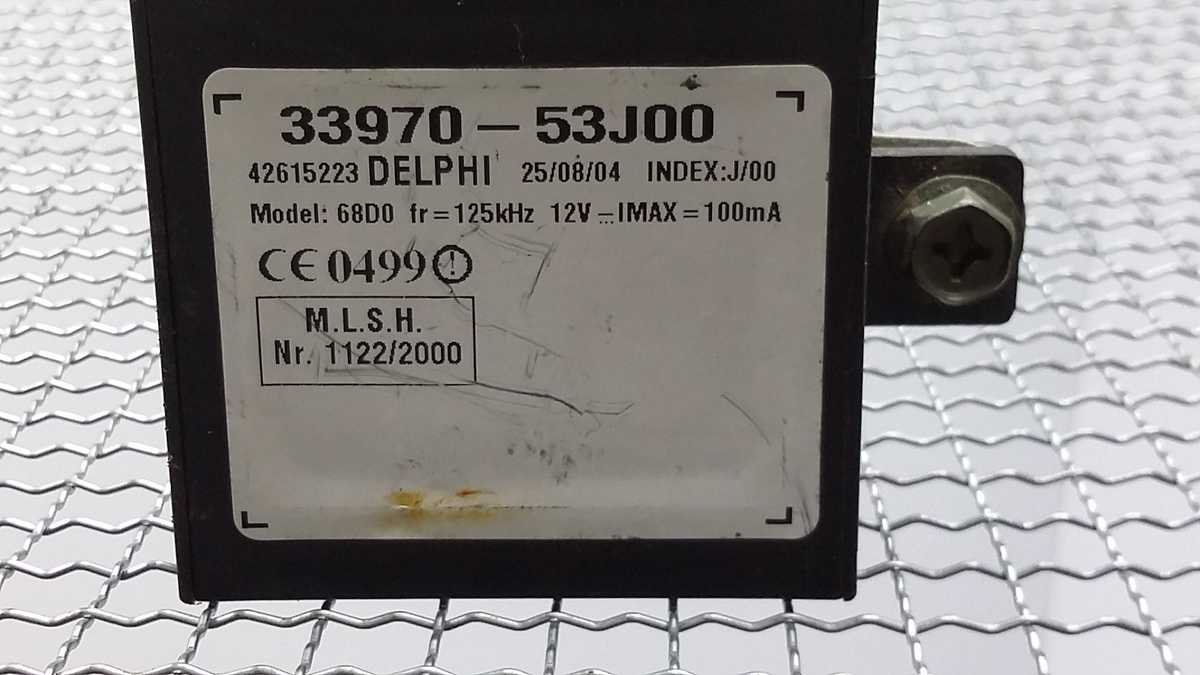 33970-53J00
42615223 DELPHI 25/08/04 INDEX:J/00
Model: 68D0 fr=125kHz 12V ⎓ IMAX=100mA
CE 0499
M.L.S.H.
Nr. 1122/2000